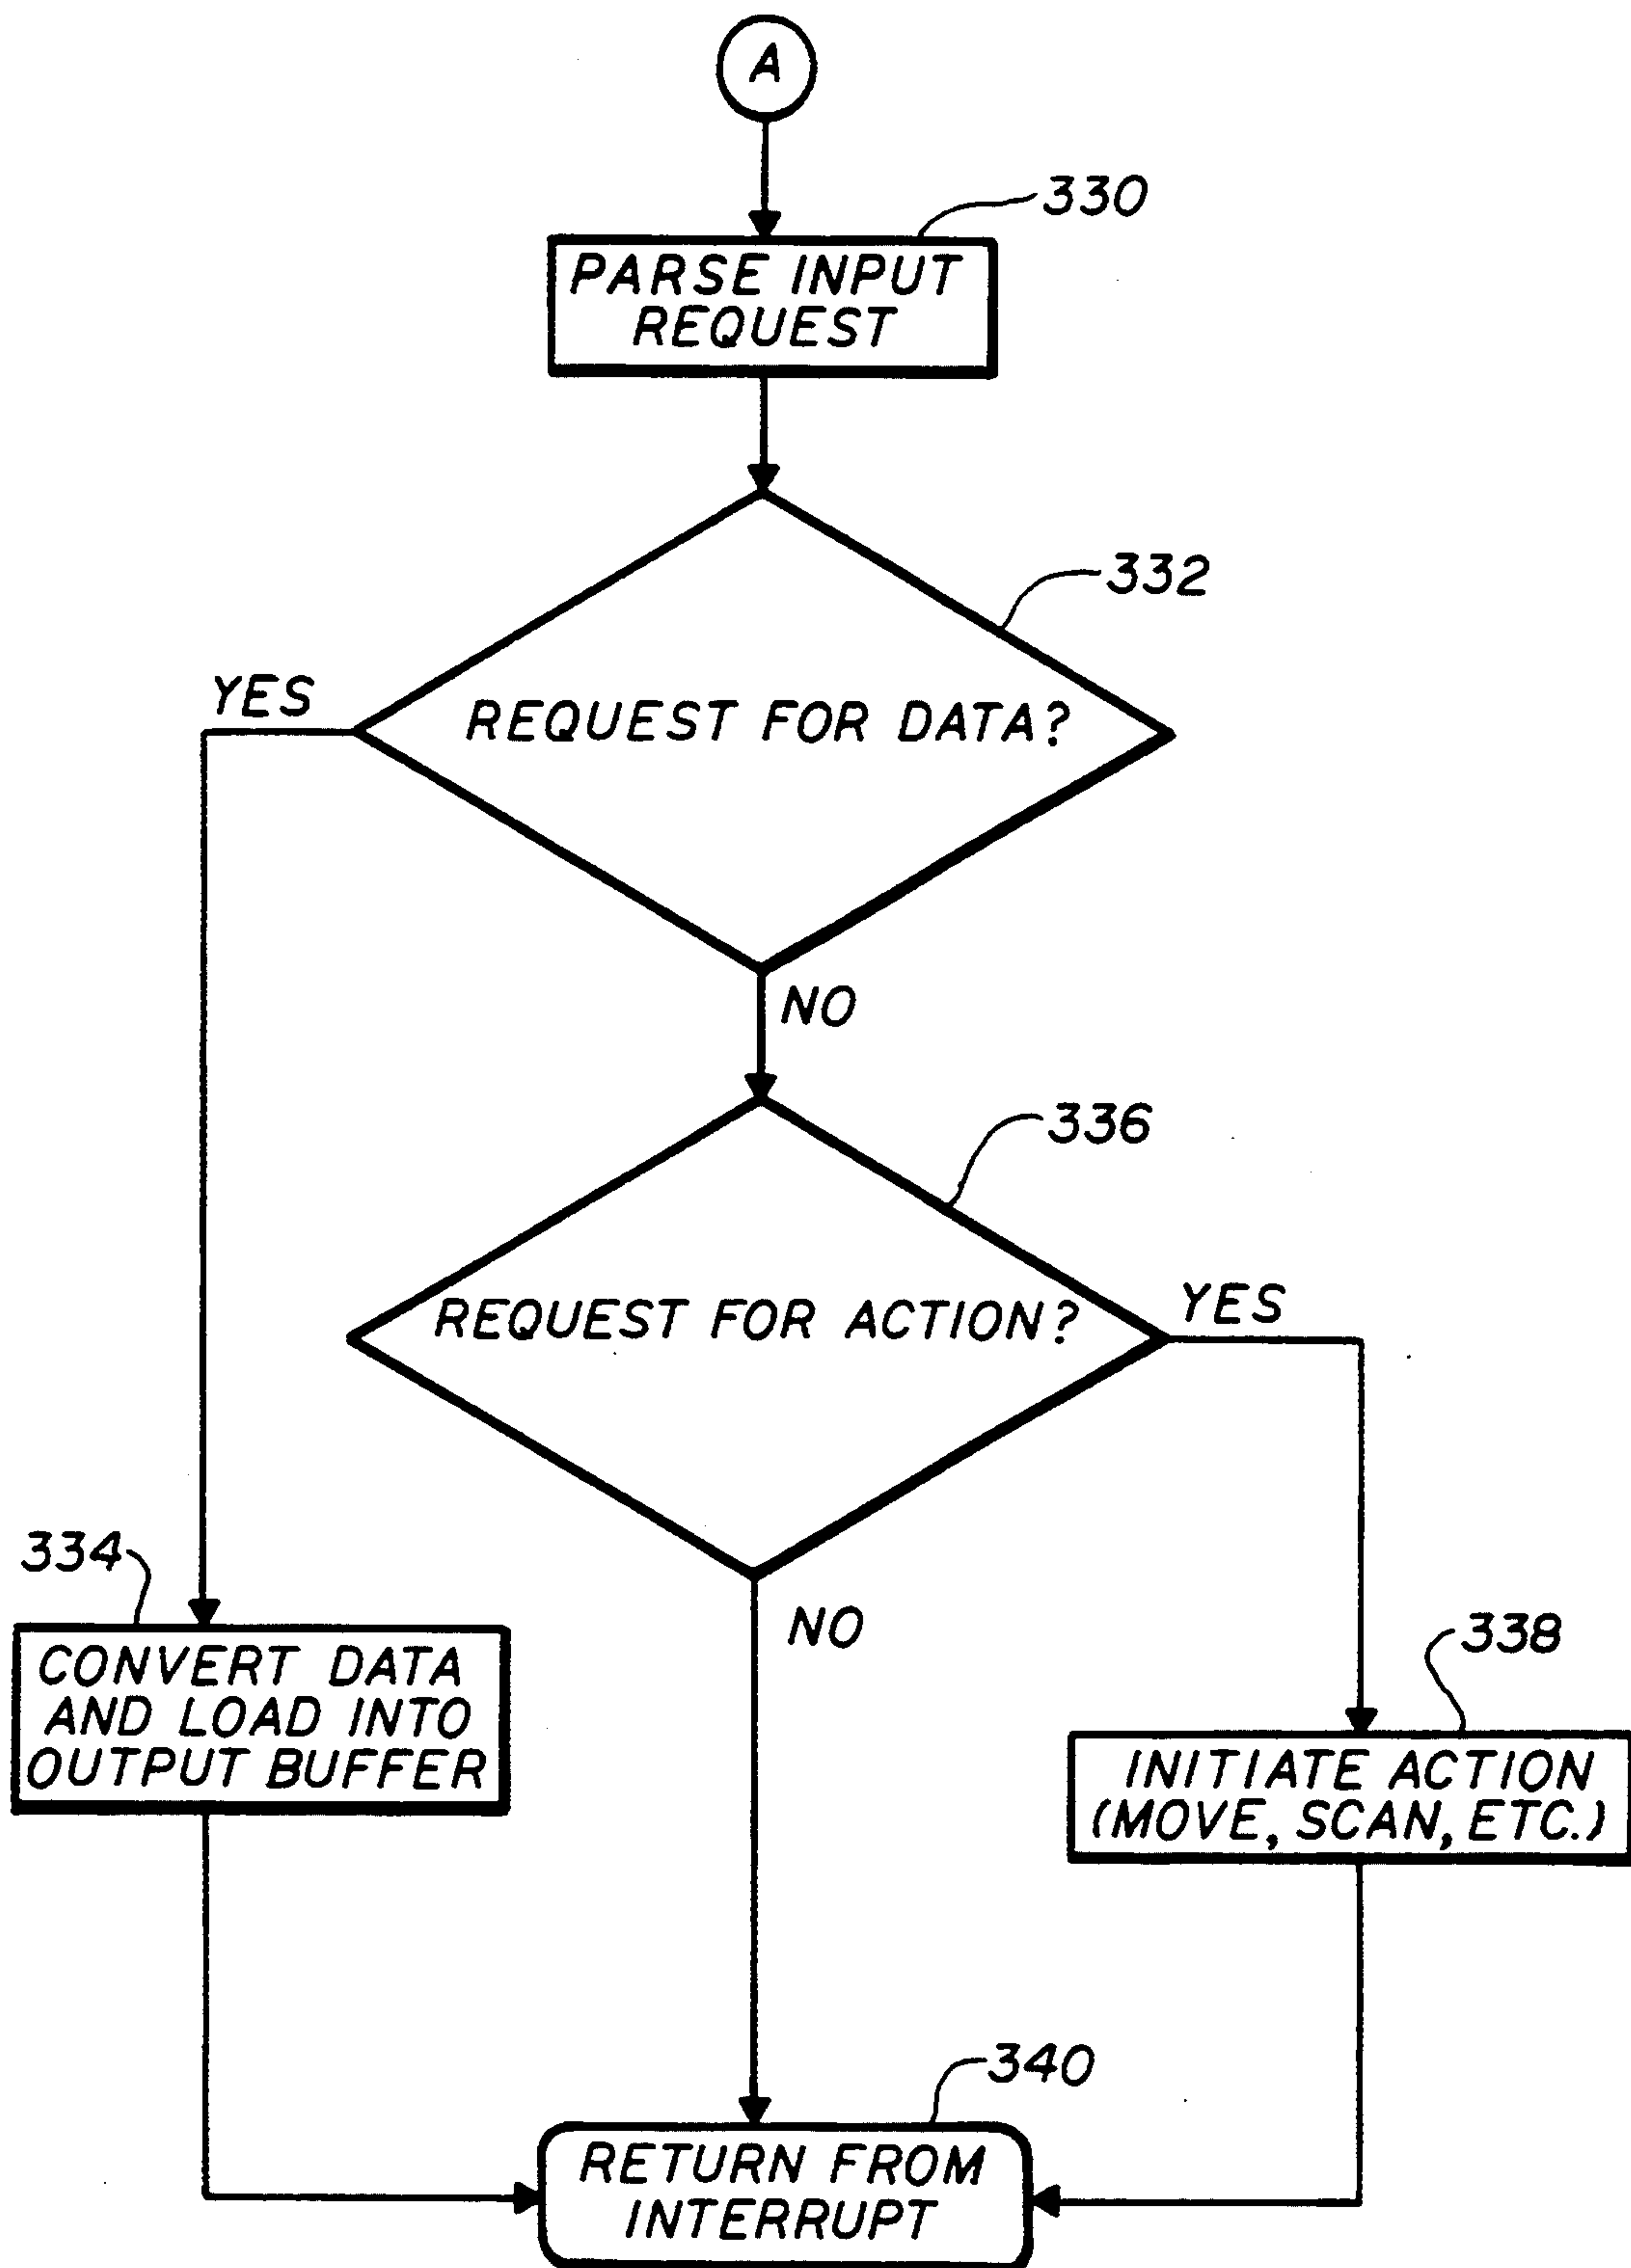 A
330
PARSE INPUT
REQUEST
332
YES
REQUEST FOR DATA?
NO
336
REQUEST FOR ACTION?
YES
334
NO
338
CONVERT DATA
AND LOAD INTO
OUTPUT BUFFER
INITIATE ACTION
(MOVE, SCAN, ETC.)
340
RETURN FROM
INTERRUPT